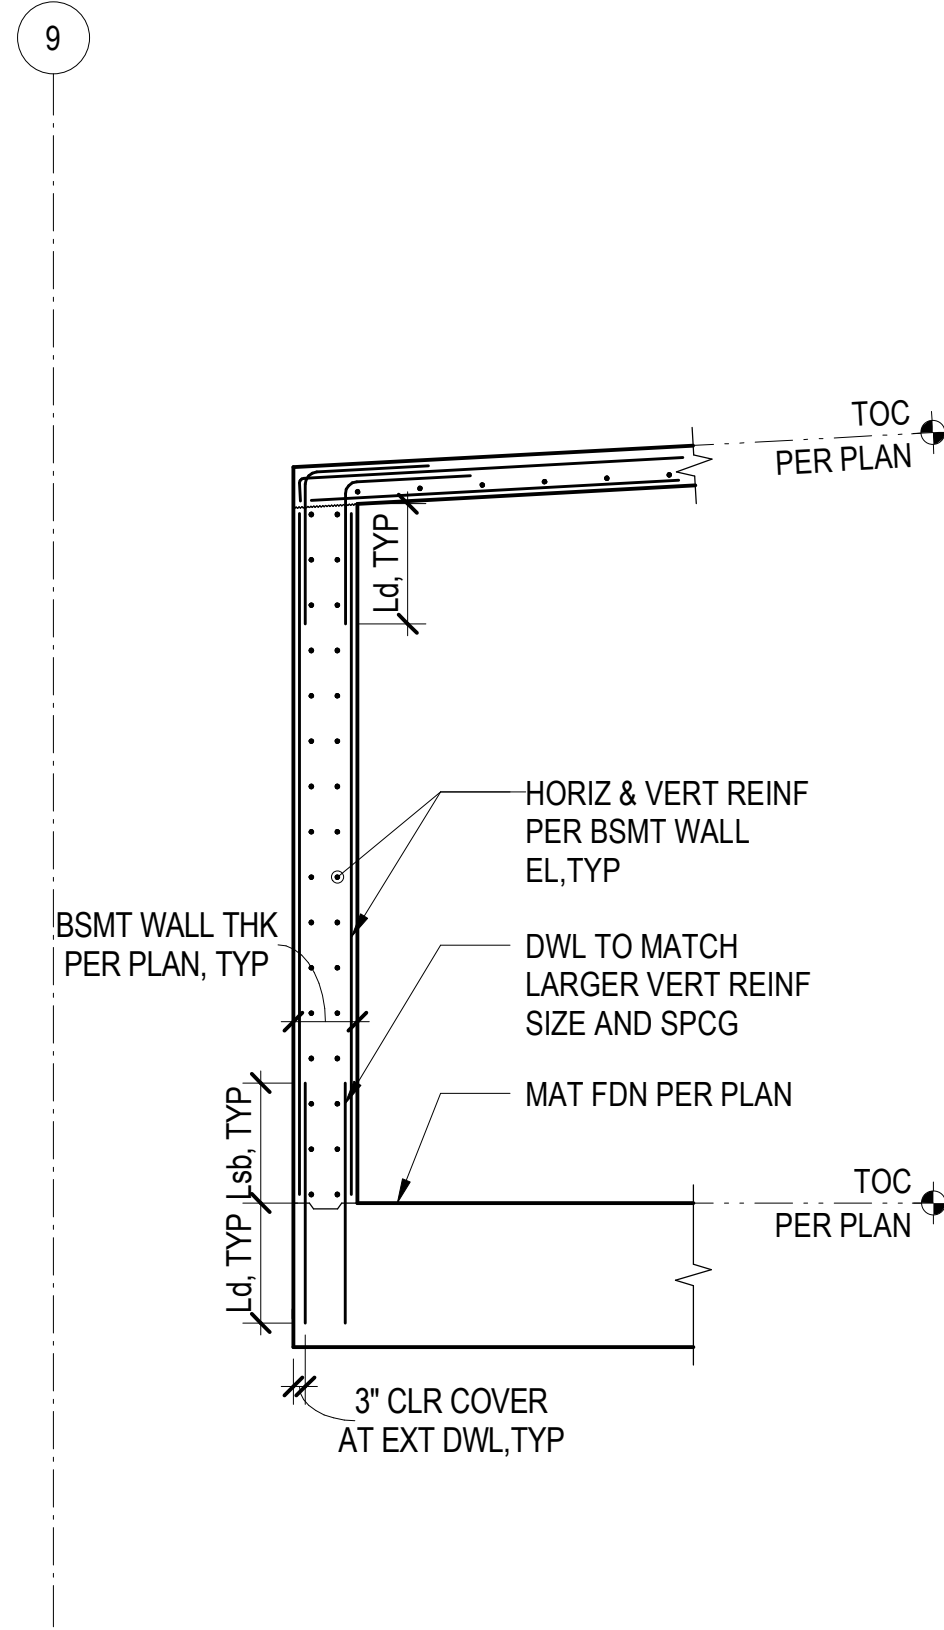 9
TOC
PER PLAN
Ld, TYP
HORIZ & VERT REINF
PER BSMT WALL
EL,TYP
BSMT WALL THK
PER PLAN, TYP
DWL TO MATCH
LARGER VERT REINF
SIZE AND SPCG
MAT FDN PER PLAN
Lsb, TYP
TOC
PER PLAN
Ld, TYP
3" CLR COVER
AT EXT DWL,TYP